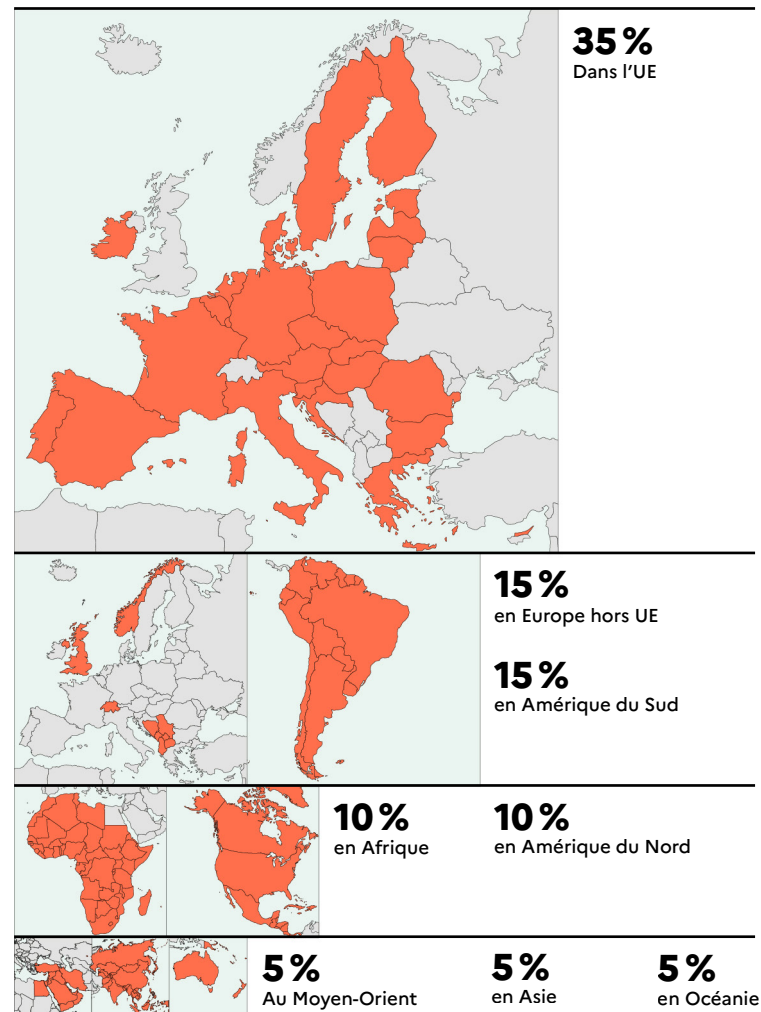 35 %
Dans l’UE
15 %
en Europe hors UE
15 %
en Amérique du Sud
10 %
en Afrique
10 %
en Amérique du Nord
5 %
Au Moyen-Orient
5 %
en Asie
5 %
en Océanie